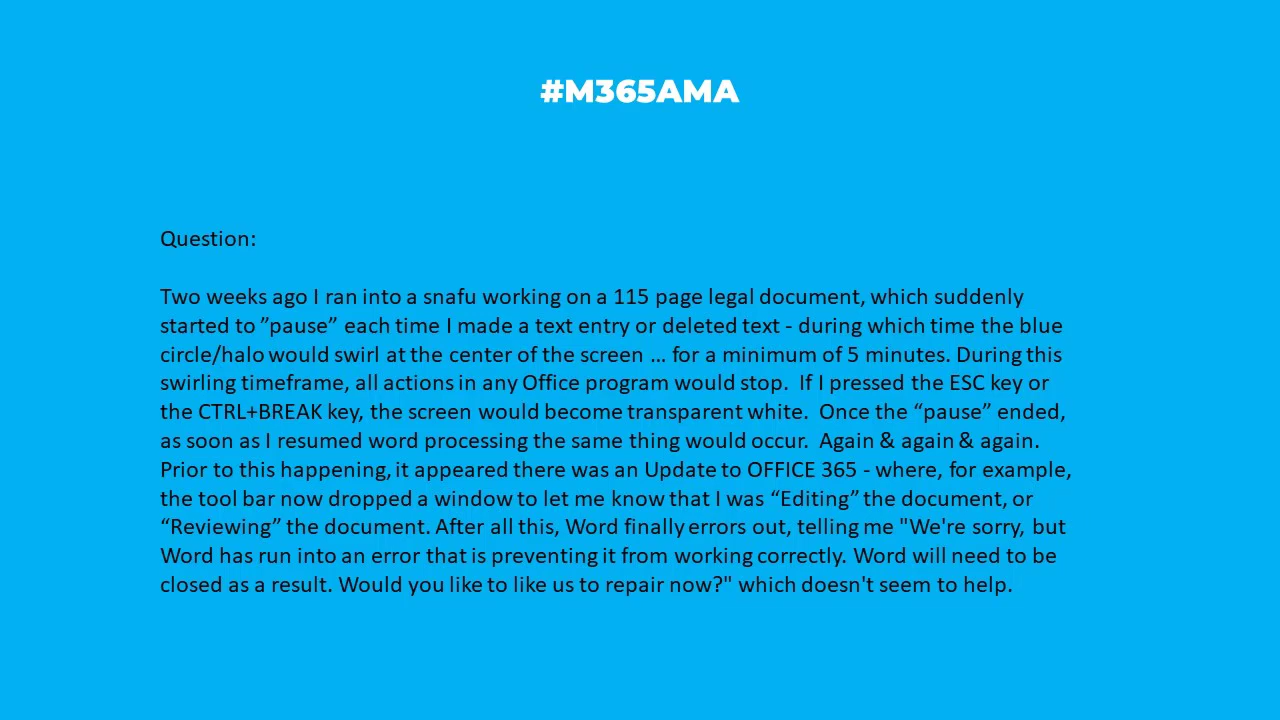 #M365AMA
Question:
Two weeks ago I ran into a snafu working on a 115 page legal document, which suddenly
started to ”pause” each time I made a text entry or deleted text - during which time the blue
circle/halo would swirl at the center of the screen ... for a minimum of 5 minutes. During this
swirling timeframe, all actions in any Office program would stop.  If I pressed the ESC key or
the CTRL+BREAK key, the screen would become transparent white.  Once the “pause” ended,
as soon as I resumed word processing the same thing would occur.  Again & again & again.
Prior to this happening, it appeared there was an Update to OFFICE 365 - where, for example,
the tool bar now dropped a window to let me know that I was “Editing” the document, or
“Reviewing” the document. After all this, Word finally errors out, telling me "We're sorry, but
Word has run into an error that is preventing it from working correctly. Word will need to be
closed as a result. Would you like to like us to repair now?" which doesn't seem to help.